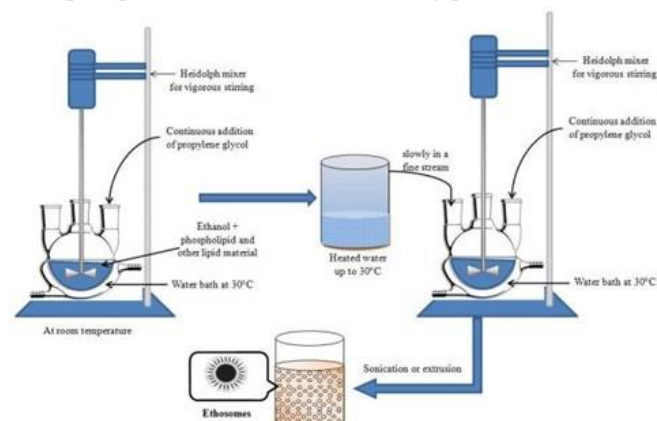 Heidolph mixer
for vigorous stirring
Continuous addition
of propylene glycol
Ethanol +
phospholipid and
other lipid material
Water bath at 30°C
At room temperature
slowly in a
fine stream
Heated water
up to 30°C
Heidolph mixer
for vigorous stirring
Continuous addition
of propylene glycol
Water bath at 30°C
Sonication or extrusion
Ethosomes